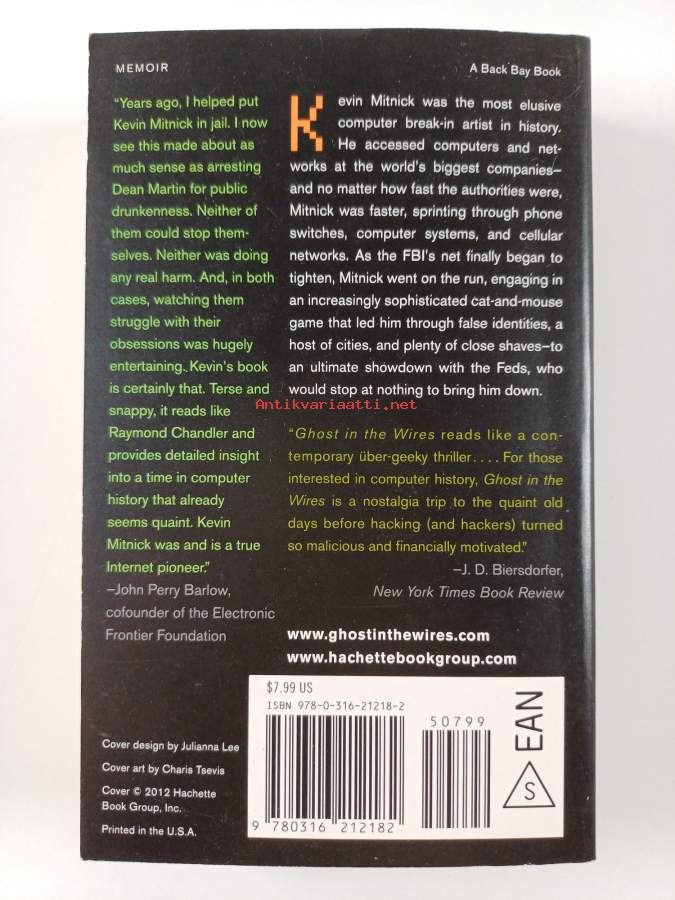 MEMOIR
A Back Bay Book
“Years ago, I helped put
Kevin Mitnick in jail. I now
see this made about as
much sense as arresting
Dean Martin for public
drunkenness. Neither of
them could stop them-
selves. Neither was doing
any real harm. And, in both
cases, watching them
struggle with their
obsessions was hugely
entertaining. Kevin’s book
is certainly that. Terse and
snappy, it reads like
Raymond Chandler and
provides detailed insight
into a time in computer
history that already
seems quaint. Kevin
Mitnick was and is a true
Internet pioneer.”
–John Perry Barlow,
cofounder of the Electronic
Frontier Foundation
Kevin Mitnick was the most elusive
computer break-in artist in history.
He accessed computers and net-
works at the world’s biggest companies–
and no matter how fast the authorities were,
Mitnick was faster, sprinting through phone
switches, computer systems, and cellular
networks. As the FBI’s net finally began to
tighten, Mitnick went on the run, engaging in
an increasingly sophisticated cat-and-mouse
game that led him through false identities, a
host of cities, and plenty of close shaves–to
an ultimate showdown with the Feds, who
would stop at nothing to bring him down.
Antikvariaatti.net
“Ghost in the Wires reads like a con-
temporary über-geeky thriller. . . . For those
interested in computer history, Ghost in the
Wires is a nostalgia trip to the quaint old
days before hacking (and hackers) turned
so malicious and financially motivated.”
–J. D. Biersdorfer,
New York Times Book Review
www.ghostinthewires.com
www.hachettebookgroup.com
$7.99 US
ISBN 978-0-316-21218-2
50799
EAN
S
9 780316 212182
Cover design by Julianna Lee
Cover art by Charis Tsevis
Cover © 2012 Hachette
Book Group, Inc.
Printed in the U.S.A.